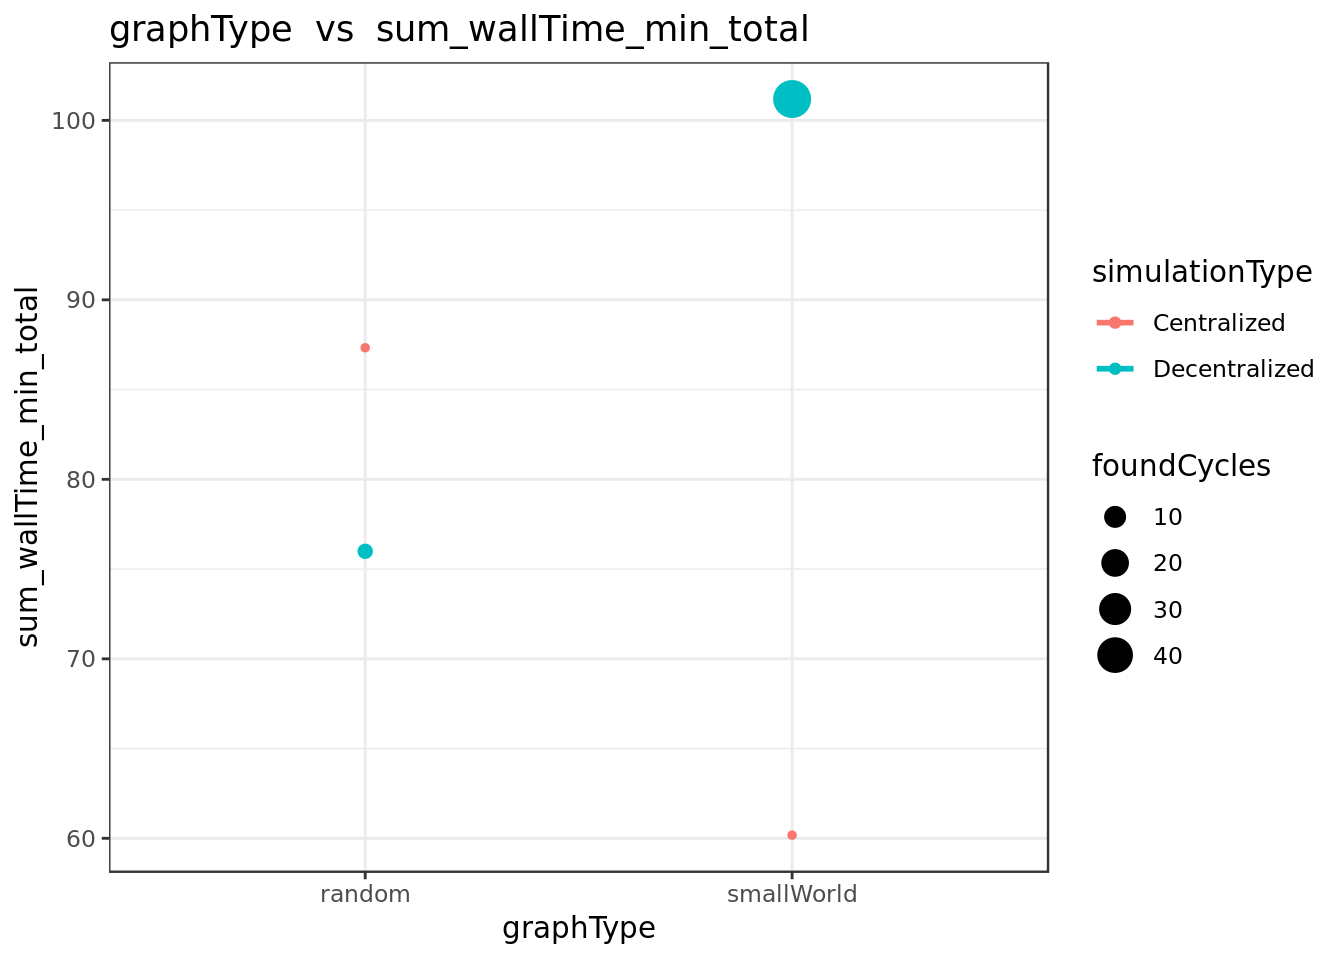 graphType vs sum_wallTime_min_total
sum_wallTime_min_total
100
90
80
70
60
random
smallWorld
graphType
simulationType
Centralized
Decentralized
foundCycles
10
20
30
40